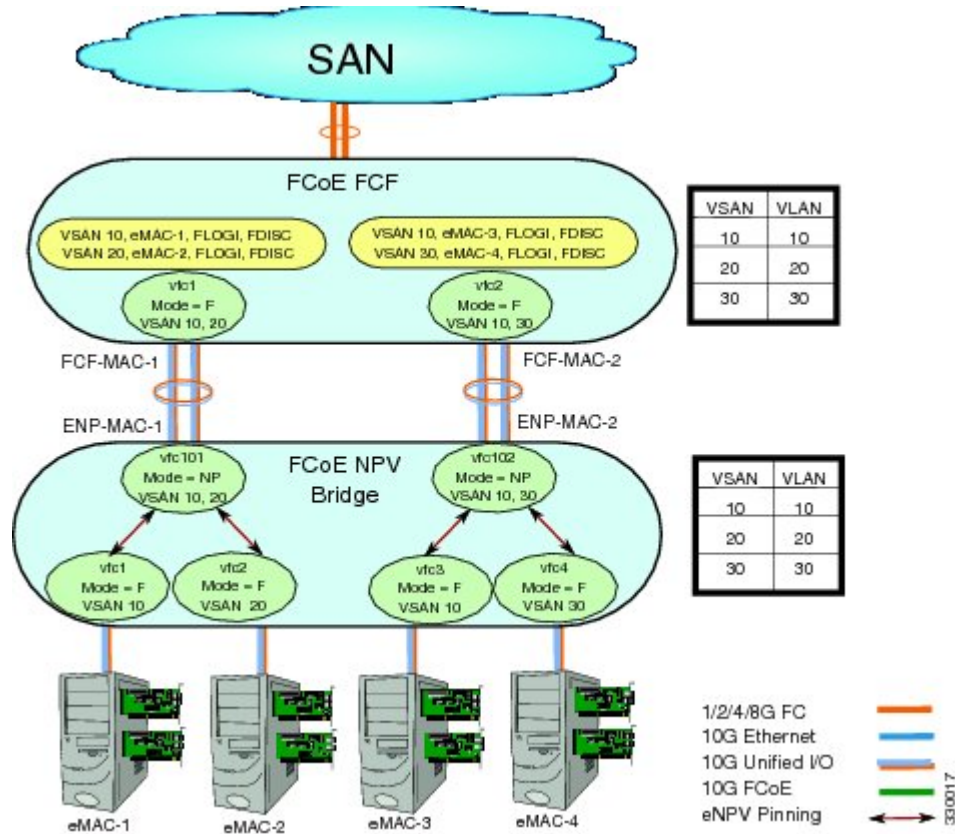 SAN
FCoE FCF
VSAN 10, eMAC-1, FLOGI, FDISC
VSAN 20, eMAC-2, FLOGI, FDISC
VSAN 10, eMAC-3, FLOGI, FDISC
VSAN 30, eMAC-4, FLOGI, FDISC
vfc1
Mode = F
VSAN 10, 20
vfc2
Mode = F
VSAN 10, 30
VSAN VLAN
10 10
20 20
30 30
FCF-MAC-1
FCF-MAC-2
ENP-MAC-1
ENP-MAC-2
FCoE NPV
Bridge
vfc101
Mode = NP
VSAN 10, 20
vfc102
Mode = NP
VSAN 10, 30
vfc1
Mode = F
VSAN 10
vfc2
Mode = F
VSAN 20
vfc3
Mode = F
VSAN 10
vfc4
Mode = F
VSAN 30
VSAN VLAN
10 10
20 20
30 30
eMAC-1
eMAC-2
eMAC-3
eMAC-4
1/2/4/8G FC
10G Ethernet
10G Unified I/O
10G FCoE
eNPV Pinning
330017